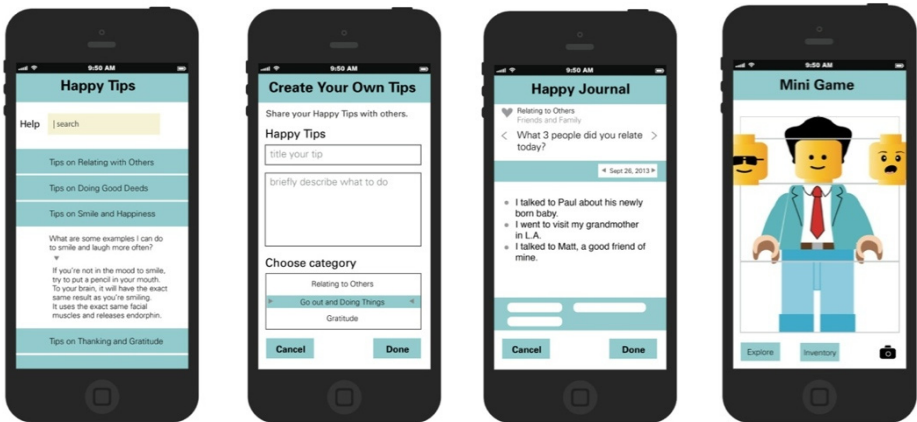 9:50 AM
Happy Tips
Help
search
Tips on Relating with Others
Tips on Doing Good Deeds
Tips on Smile and Happiness
What are some examples I can do
to smile and laugh more often?
If you're not in the mood to smile,
try to put a pencil in your mouth.
To your brain, it will have the exact
same result as you're smiling.
It uses the exact same facial
muscles and releases endorphin.
Tips on Thanking and Gratitude
9:50 AM
Create Your Own Tips
Share your Happy Tips with others.
Happy Tips
title your tip
briefly describe what to do
Choose category
Relating to Others
Go out and Doing Things
Gratitude
Cancel
Done
9:50 AM
Happy Journal
Relating to Others
Friends and Family
What 3 people did you relate
today?
Sept 26, 2013
I talked to Paul about his newly
born baby.
I went to visit my grandmother
in L.A.
I talked to Matt, a good friend of
mine.
Cancel
Done
9:50 AM
Mini Game
Explore
Inventory